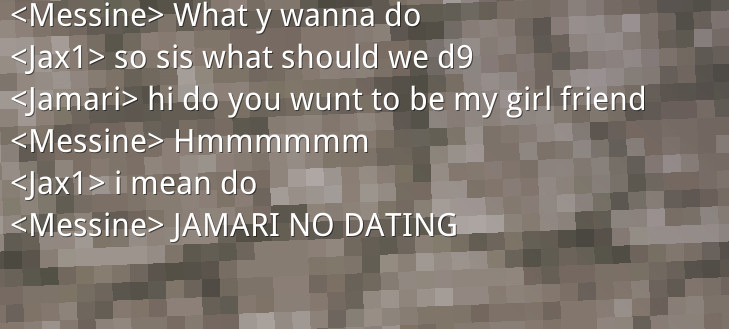 <Messine> What y wanna do
<Jax1> so sis what should we d9
<Jamari> hi do you wunt to be my girl friend
<Messine> Hmmmmmm
<Jax1> i mean do
<Messine> JAMARI NO DATING